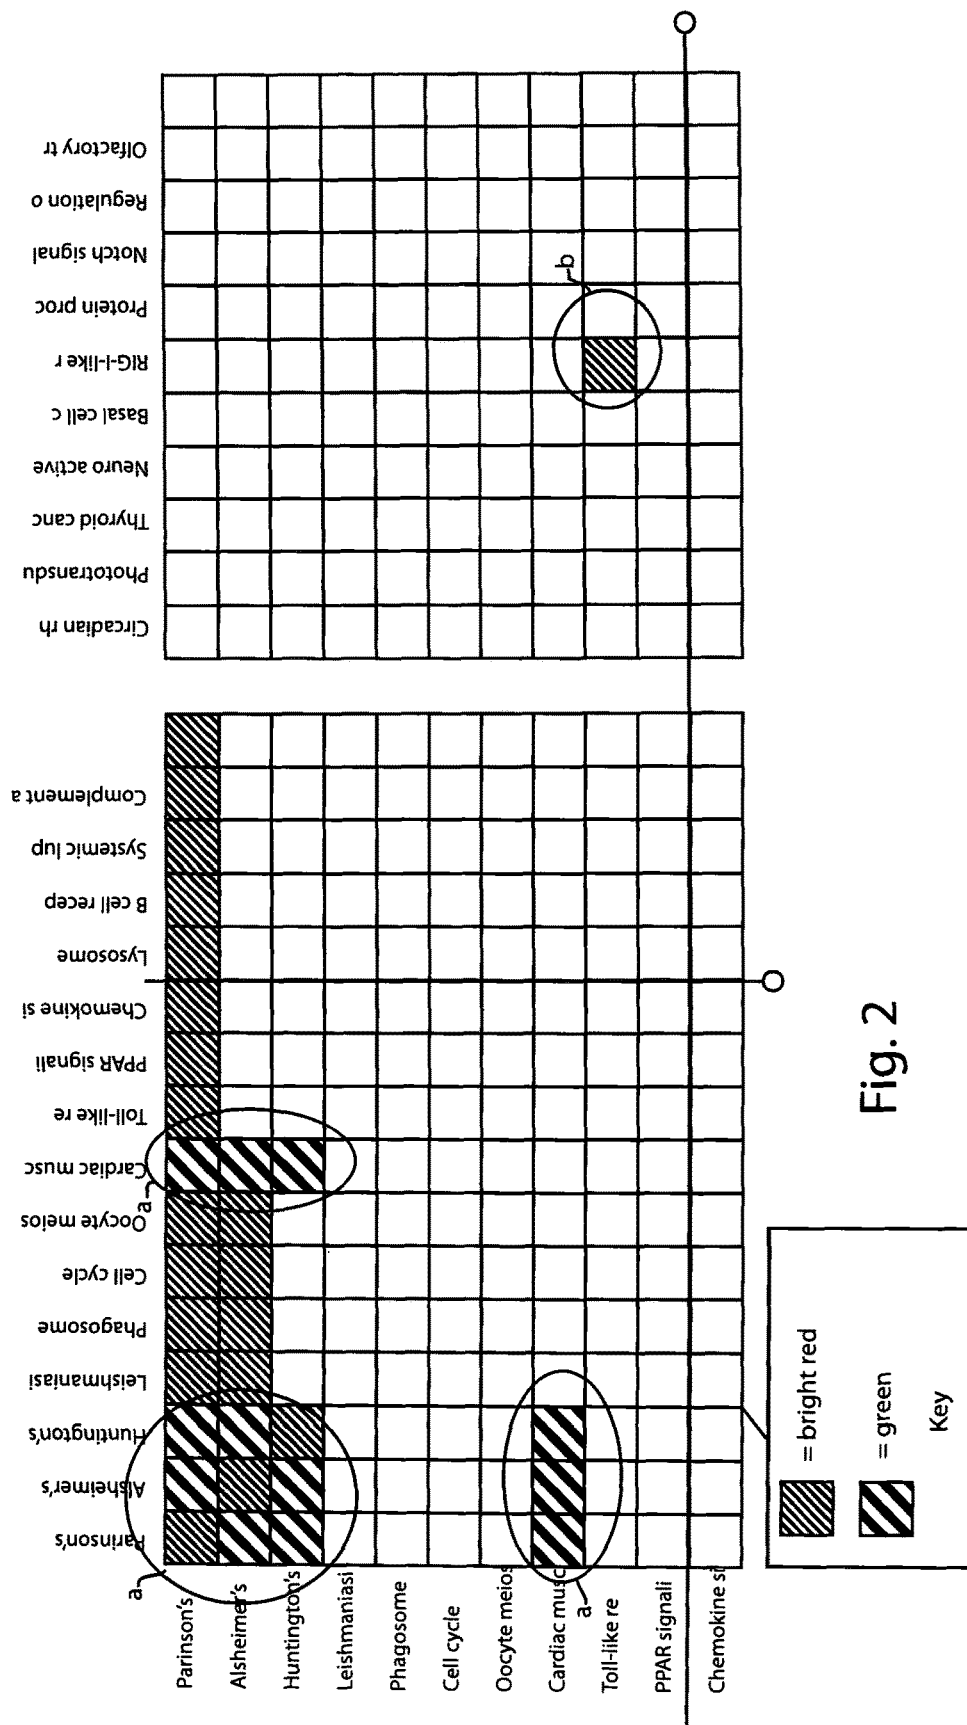 Parinson's
Alsheimer's
Huntington's
Leishmaniasi
Phagosome
Cell cycle
Oocyte meios
Cardiac musc
Toll-like re
PPAR signali
Chemokine si
Lysosome
B cell recep
Systemic lup
Complement a
Circadian rh
Phototransdu
Thyroid canc
Neuro active
Basal cell c
RIG-I-like r
Protein proc
Notch signal
Regulation o
Olfactory tr
a
a
a
b
Parinson's
Alsheimer's
Huntington's
Leishmaniasi
Phagosome
Cell cycle
Oocyte meios
Cardiac musc
Toll-like re
PPAR signali
Chemokine si
= bright red
= green
Key
Fig. 2